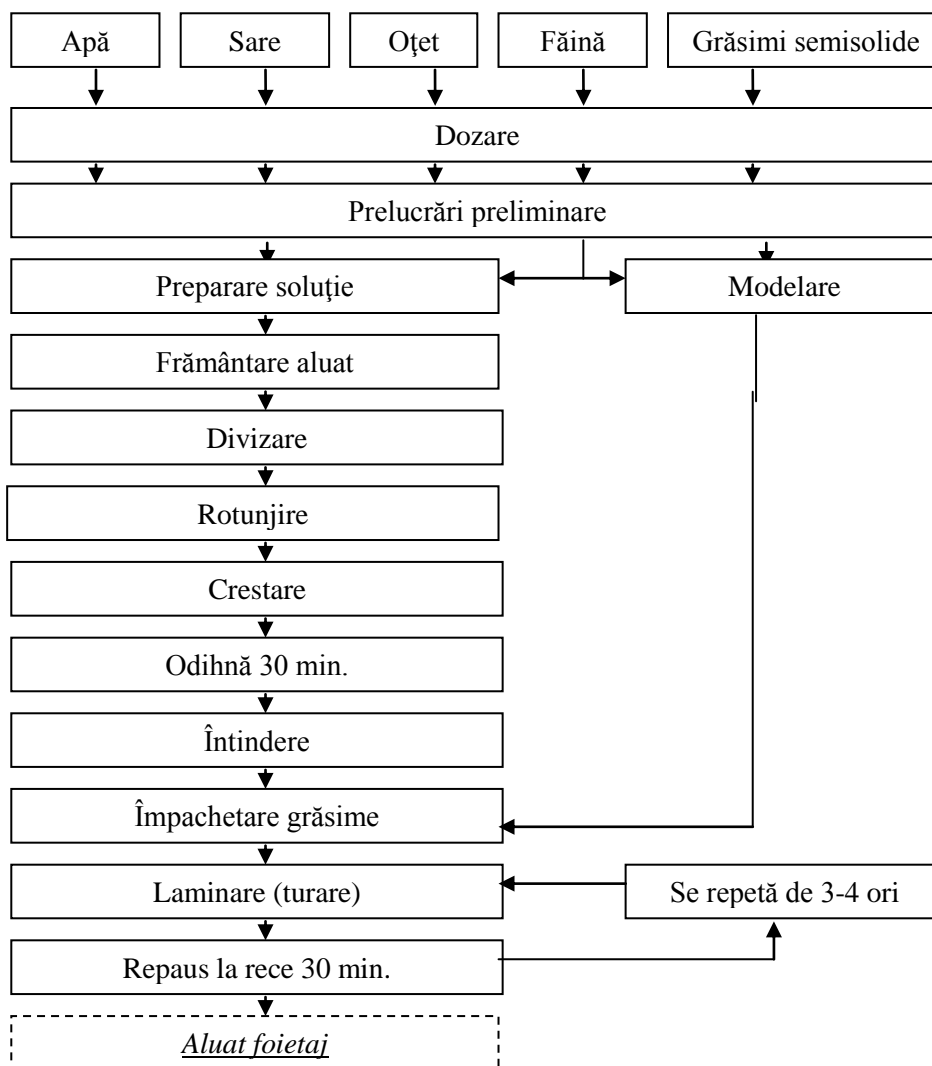 Apă
Sare
Oţet
Făină
Grăsimi semisolide
Dozare
Prelucrări preliminare
Preparare soluţie
Modelare
Frământare aluat
Divizare
Rotunjire
Crestare
Odihnă 30 min.
Întindere
Împachetare grăsime
Laminare (turare)
Se repetă de 3-4 ori
Repaus la rece 30 min.
Aluat foietaj